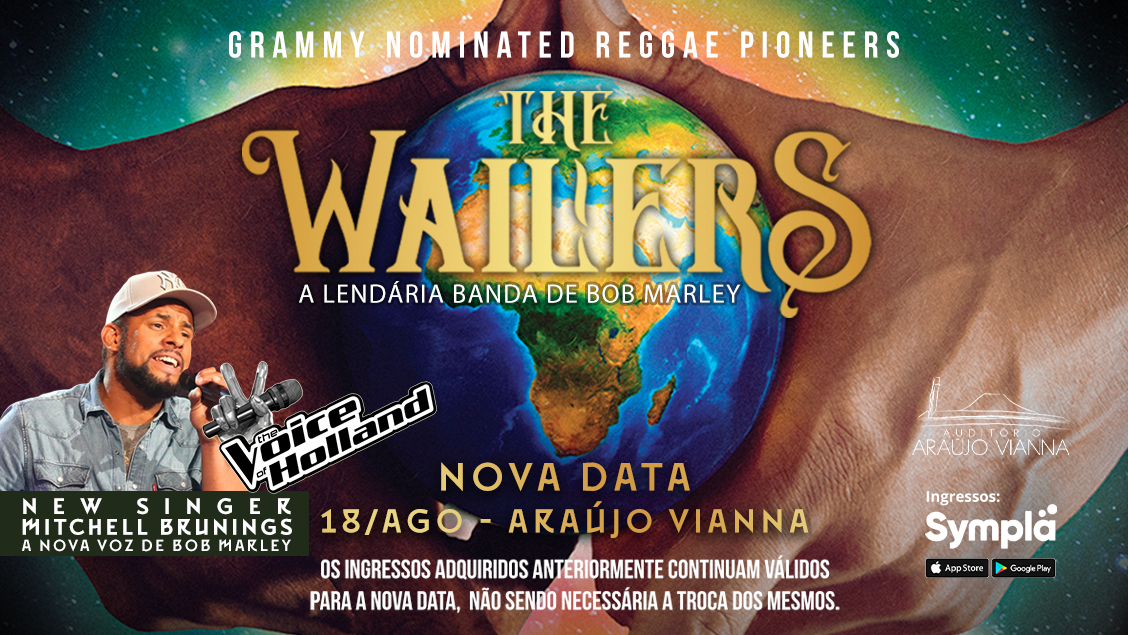 GRAMMY NOMINATED REGGAE PIONEERS
THE
WAILERS
A LENDÁRIA BANDA DE BOB MARLEY
NY
the
Voice
of
Holland
NEW SINGER
MITCHELL BRUNINGS
A NOVA VOZ DE BOB MARLEY
NOVA DATA
18/AGO - ARAÚJO VIANNA
OS INGRESSOS ADQUIRIDOS ANTERIORMENTE CONTINUAM VÁLIDOS
PARA A NOVA DATA, NÃO SENDO NECESSÁRIA A TROCA DOS MESMOS.
AUDITÓRIO
ARAÚJO VIANNA
Ingressos:
Sympla
App Store
Google Play